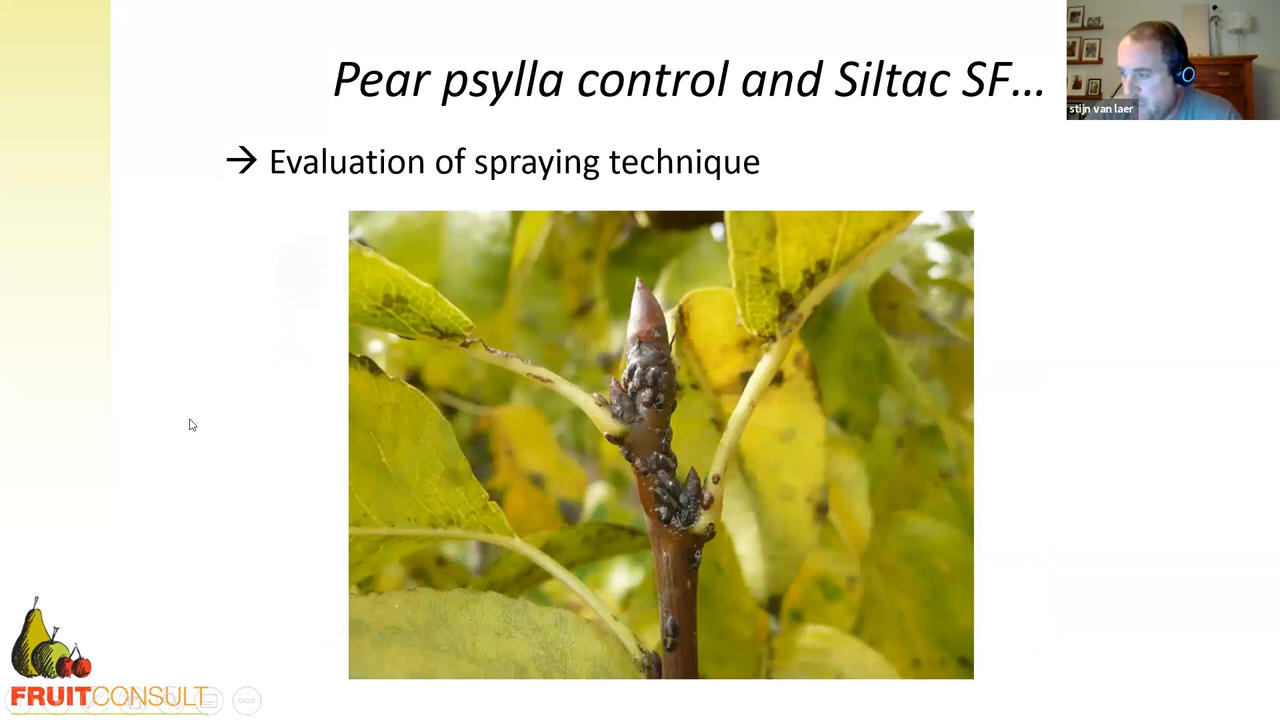 Pear psylla control and Siltac SF…
stijn van laer
→ Evaluation of spraying technique
FRUITCONSULT